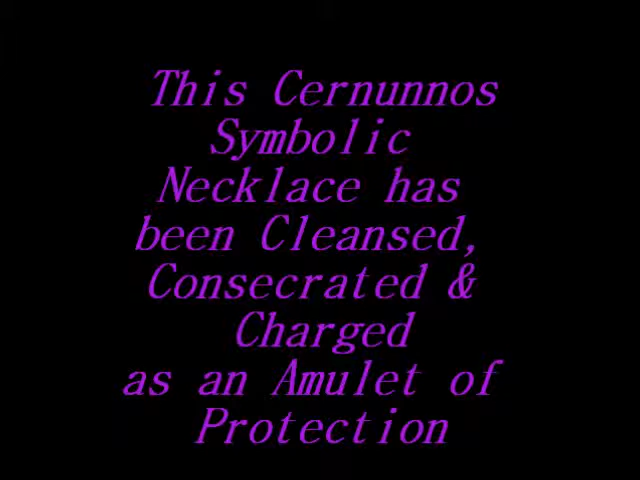 This Cernunnos
Symbolic
Necklace has
been Cleansed,
Consecrated &
Charged
as an Amulet of
Protection